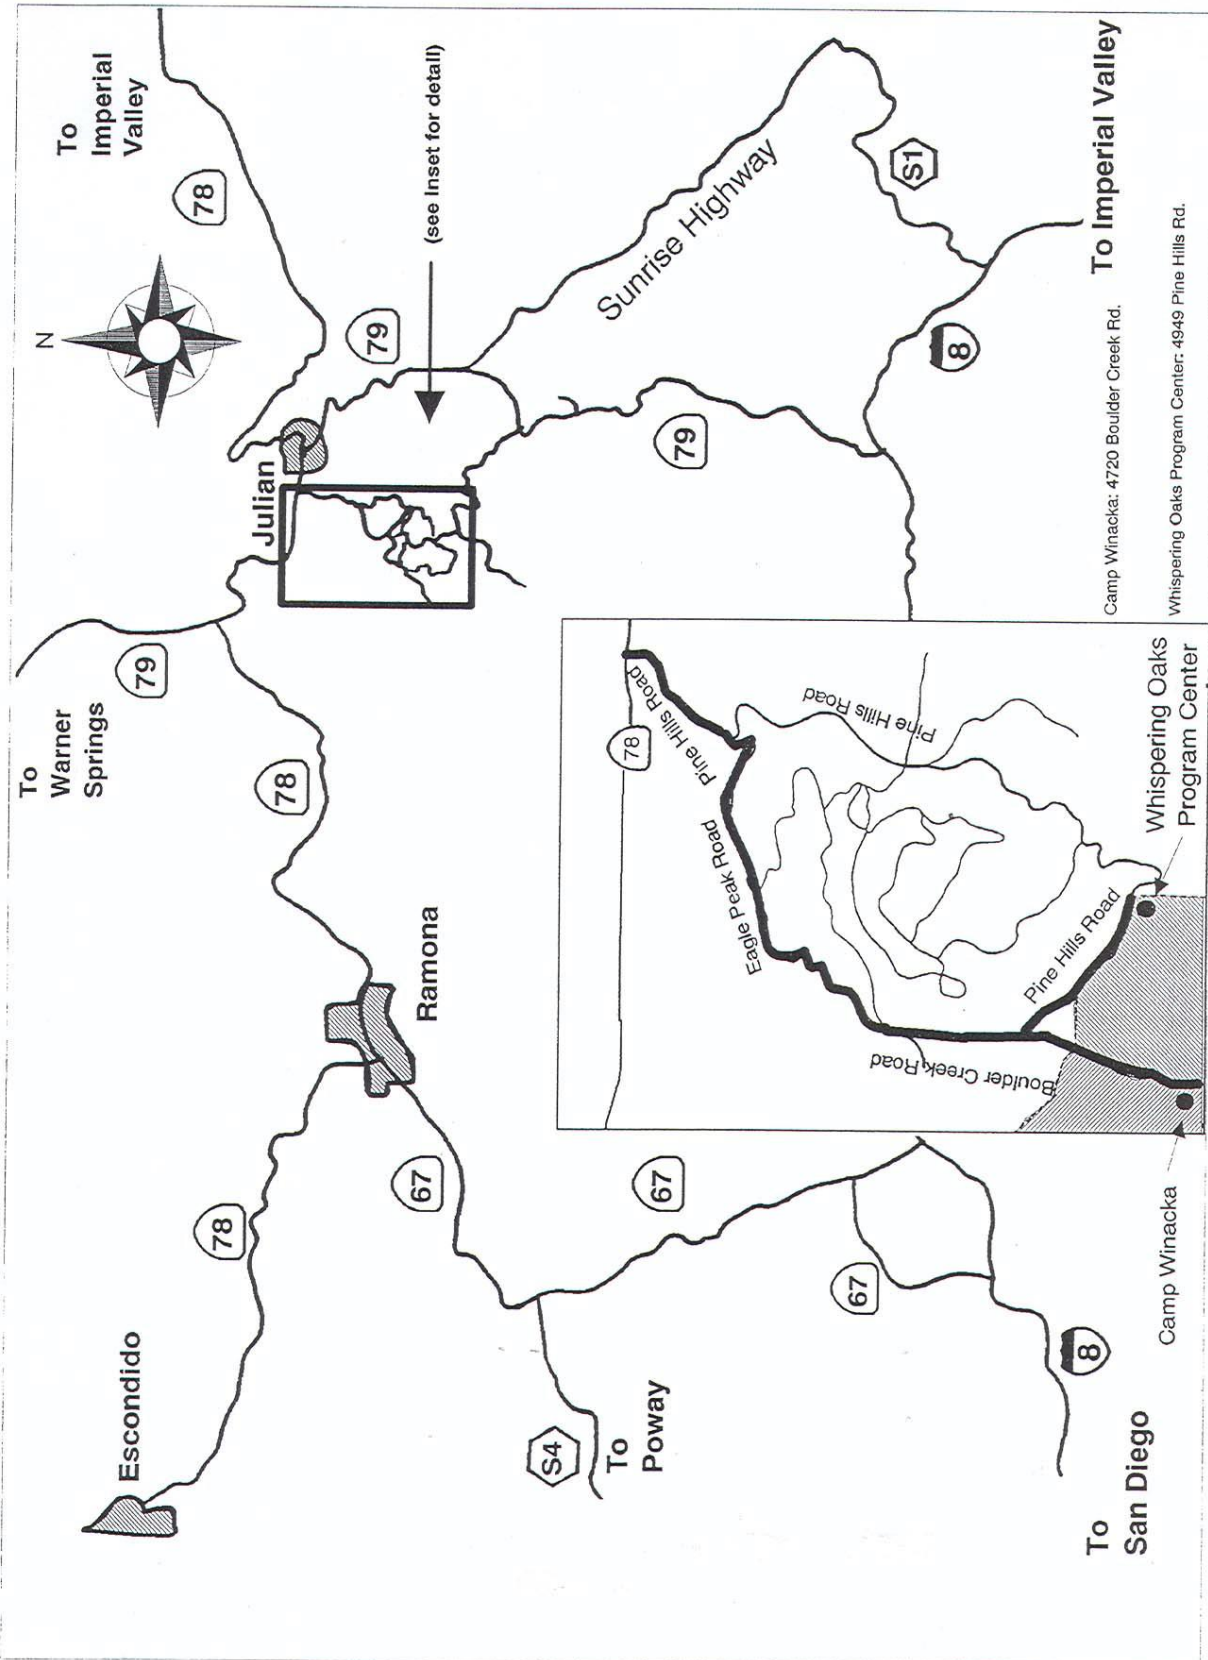 To
Warner
Springs
N
To
Imperial
Valley
79
78
78
Escondido
Julian
79
(see Inset for detail)
78
Ramona
67
Sunrise Highway
S4
To
Poway
67
79
S1
67
8
8
To
San Diego
To Imperial Valley
78
Pine Hills Road
Eagle Peak Road
Pine Hills Road
Boulder Creek Road
Pine Hills Road
Camp Winacka
Whispering Oaks
Program Center
Camp Winacka: 4720 Boulder Creek Rd.
Whispering Oaks Program Center: 4949 Pine Hills Rd.